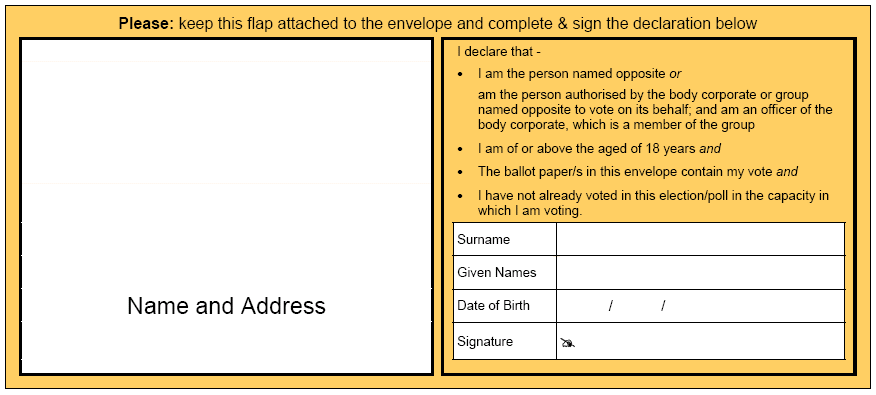 Please: keep this flap attached to the envelope and complete & sign the declaration below
Name and Address
I declare that -
• I am the person named opposite or
am the person authorised by the body corporate or group
named opposite to vote on its behalf; and am an officer of the
body corporate, which is a member of the group
• I am of or above the aged of 18 years and
• The ballot paper/s in this envelope contain my vote and
• I have not already voted in this election/poll in the capacity in
which I am voting.
Surname
Given Names
Date of Birth / /
Signature